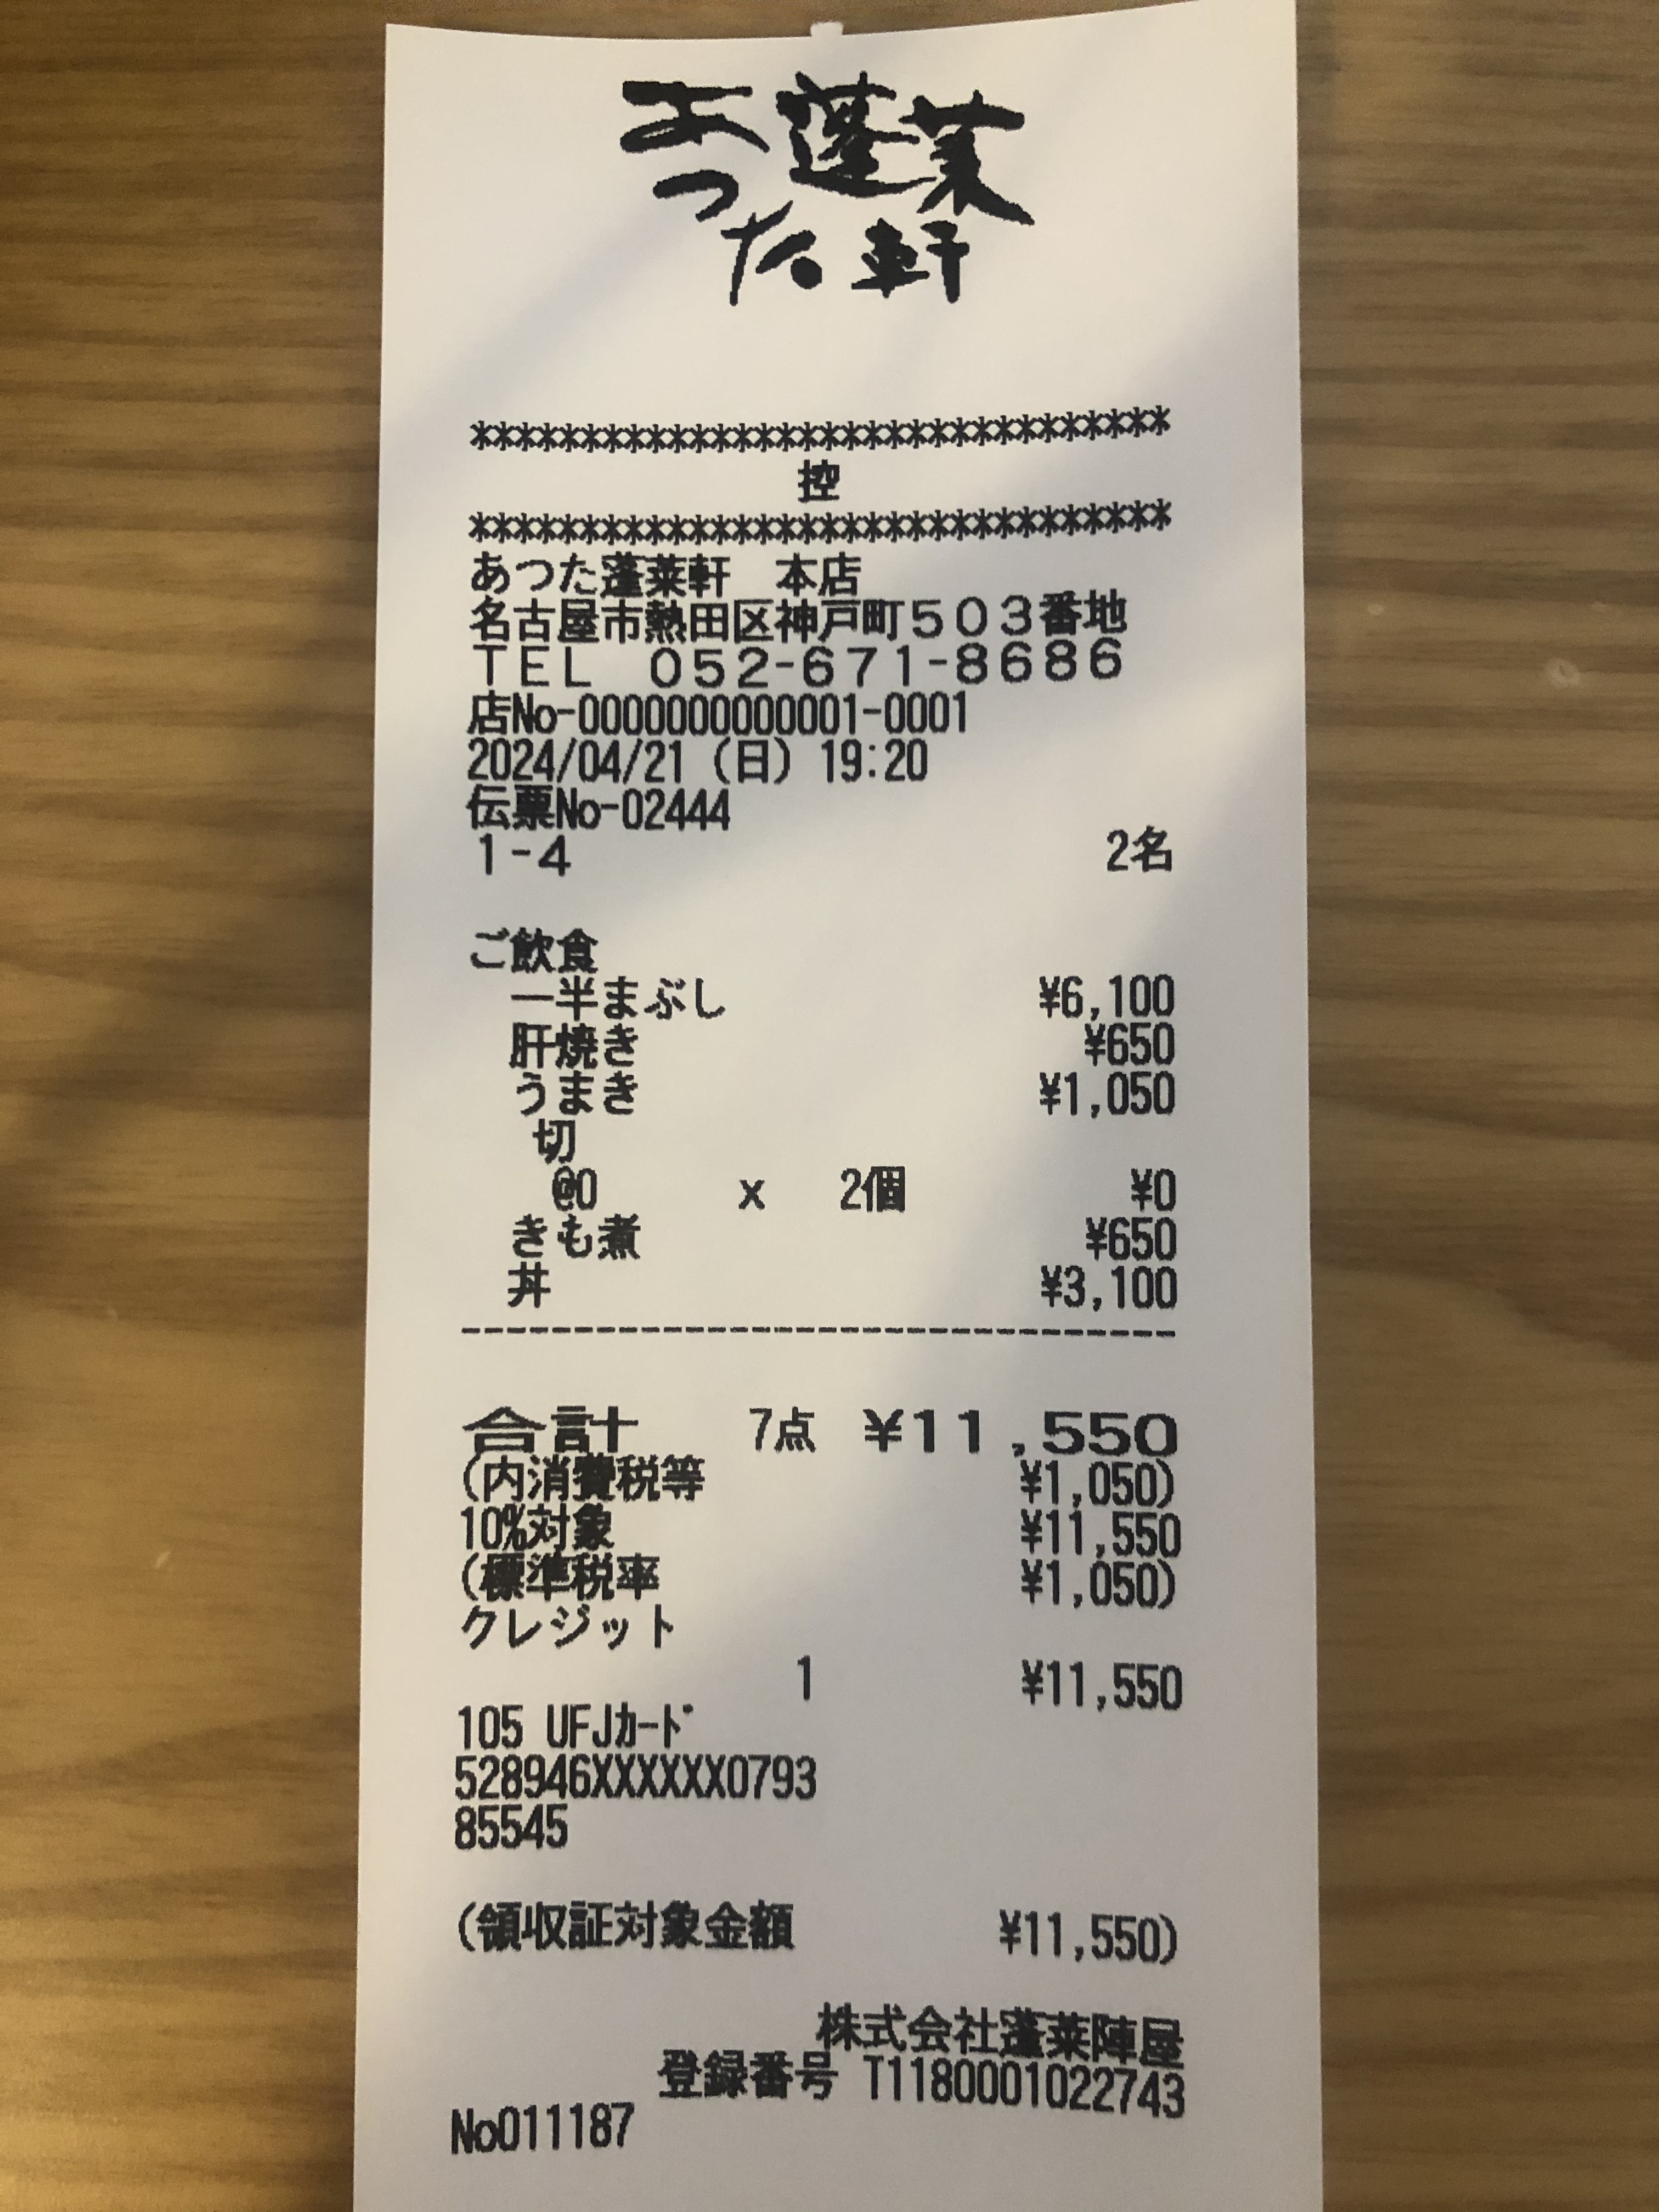 あつた蓬莱軒
*******************************
控
*******************************
あつた蓬莱軒　本店
名古屋市熱田区神戸町５０３番地
ＴＥＬ　０５２-６７１-８６８６
店No-0000000000001-0001
2024/04/21（日）19:20
伝票No-02444
１-４ 2名
ご飲食
一半まぶし ¥6,100
肝焼き ¥650
うまき ¥1,050
切
@0 x 2個 ¥0
きも煮 ¥650
丼 ¥3,100
--------------------------------
合計 7点 ¥11,550
(内消費税等 ¥1,050)
10%対象 ¥11,550
(標準税率 ¥1,050)
クレジット
1 ¥11,550
105 UFJｶｰﾄﾞ
528946XXXXXX0793
85545
(領収証対象金額 ¥11,550)
株式会社蓬莱陣屋
登録番号 T1180001022743
No011187